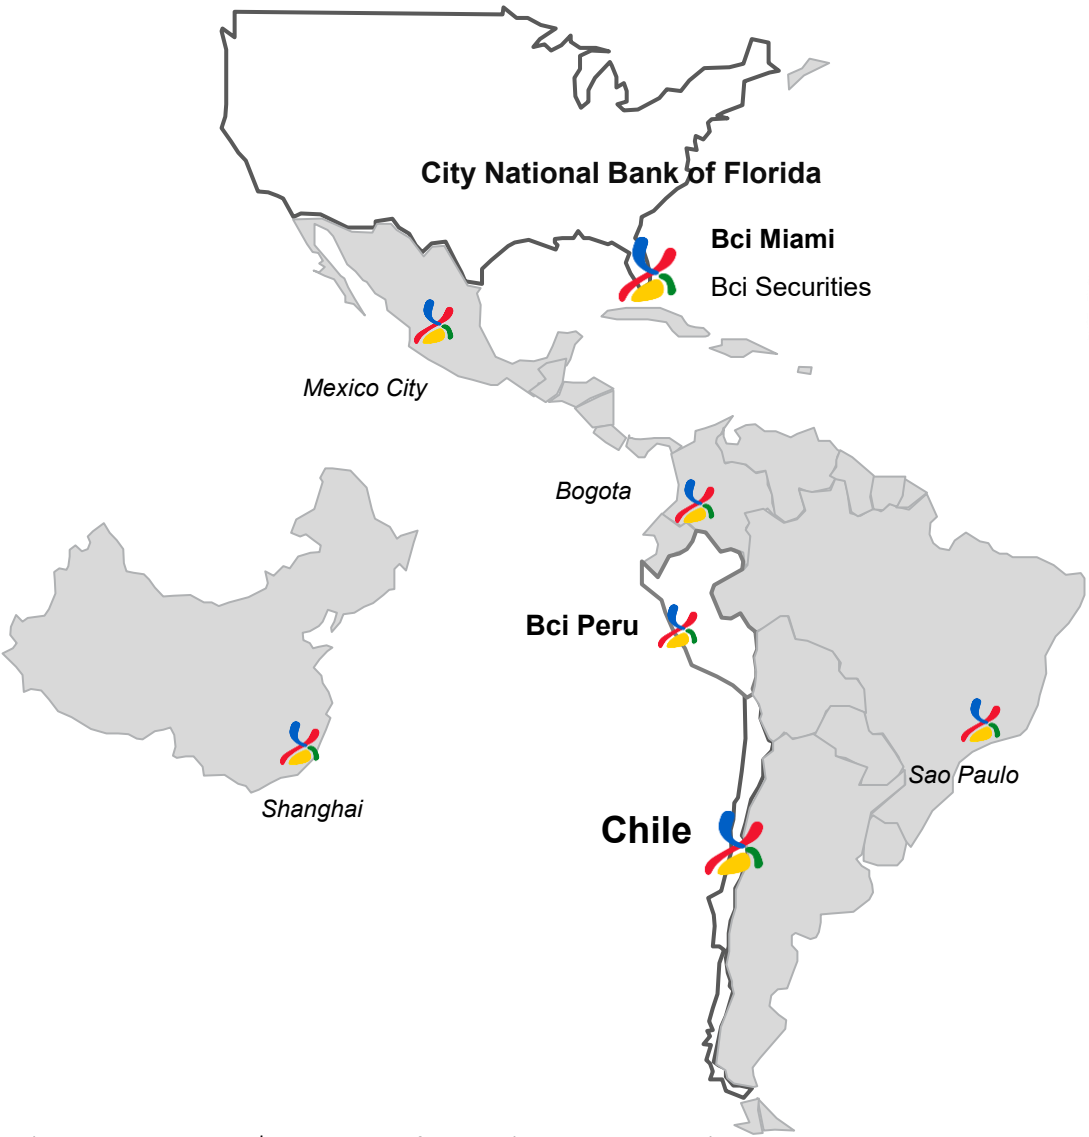 City National Bank of Florida
Bci Miami
Bci Securities
Mexico City
Bogota
Bci Peru
Sao Paulo
Shanghai
Chile